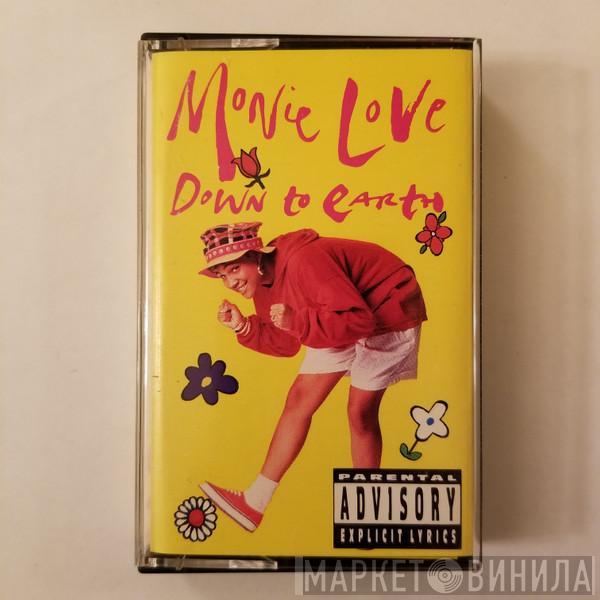 Monie Love
Down to earth
PARENTAL
ADVISORY
EXPLICIT LYRICS
МАРКЕТ ВИНИЛА